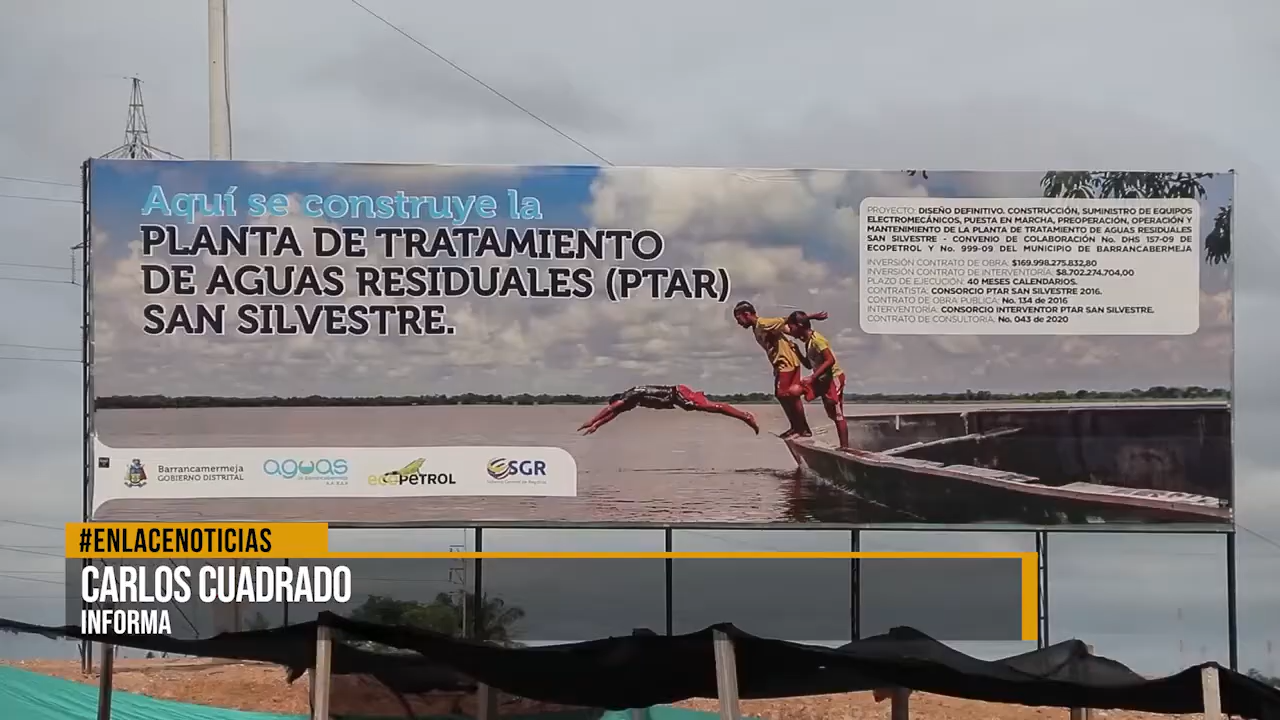 Aquí se construye la
PLANTA DE TRATAMIENTO
DE AGUAS RESIDUALES (PTAR)
SAN SILVESTRE.
PROYECTO: DISEÑO DEFINITIVO. CONSTRUCCIÓN, SUMINISTRO DE EQUIPOS
ELECTROMECÁNICOS, PUESTA EN MARCHA, PREOPERACIÓN, OPERACIÓN Y
MANTENIMIENTO DE LA PLANTA DE TRATAMIENTO DE AGUAS RESIDUALES
SAN SILVESTRE - CONVENIO DE COLABORACIÓN No. DHS 157-09 DE
ECOPETROL Y No. 999-09 DEL MUNICIPIO DE BARRANCABERMEJA
INVERSIÓN CONTRATO DE OBRA: $169.998.275.832,80
INVERSIÓN CONTRATO DE INTERVENTORÍA: $8.702.274.704,00
PLAZO DE EJECUCIÓN: 40 MESES CALENDARIOS.
CONTRATISTA: CONSORCIO PTAR SAN SILVESTRE 2016.
CONTRATO DE OBRA PÚBLICA: No. 134 de 2016
INTERVENTORÍA: CONSORCIO INTERVENTOR PTAR SAN SILVESTRE.
CONTRATO DE CONSULTORÍA: No. 043 de 2020
Barrancabermeja
GOBIERNO DISTRITAL
aguas
de Barrancabermeja
ecoPETROL
SGR
Sistema General de Regalías
#ENLACENOTICIAS
CARLOS CUADRADO
INFORMA